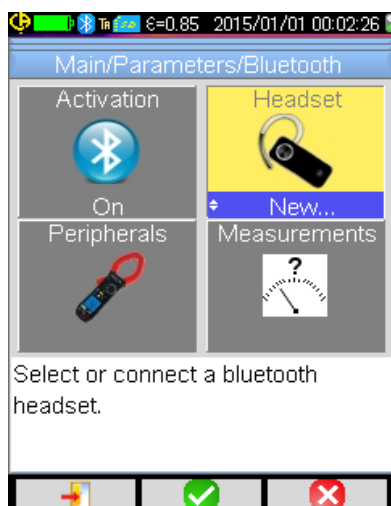 ε=0.85 2015/01/01 00:02:26
Main/Parameters/Bluetooth
Activation
Headset
On
New...
Peripherals
Measurements
?
Select or connect a bluetooth
headset.